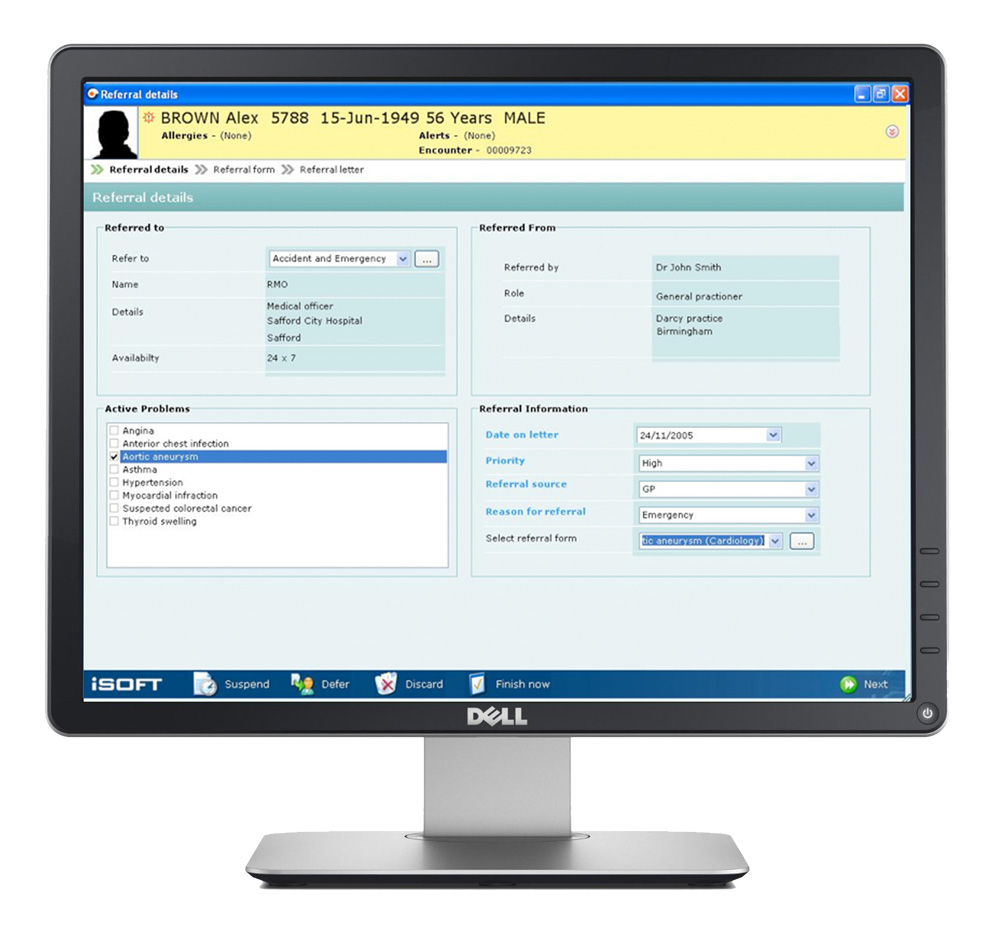 Referral details
BROWN Alex 5788 15-Jun-1949 56 Years MALE
Allergies - (None)
Alerts - (None)
Encounter - 00009723
Referral details Referral form Referral letter
Referral details
Referred to
Refer to Accident and Emergency ...
Name RMO
Details Medical officer
Safford City Hospital
Safford
Availabilty 24 x 7
Referred From
Referred by Dr John Smith
Role General practioner
Details Darcy practice
Birmingham
Active Problems
Angina
Anterior chest infection
Aortic aneurysm
Asthma
Hypertension
Myocardial infraction
Suspected colorectal cancer
Thyroid swelling
Referral Information
Date on letter 24/11/2005
Priority High
Referral source GP
Reason for referral Emergency
Select referral form tic aneurysm (Cardiology) ...
iSOFT Suspend Defer Discard Finish now Next
DELL